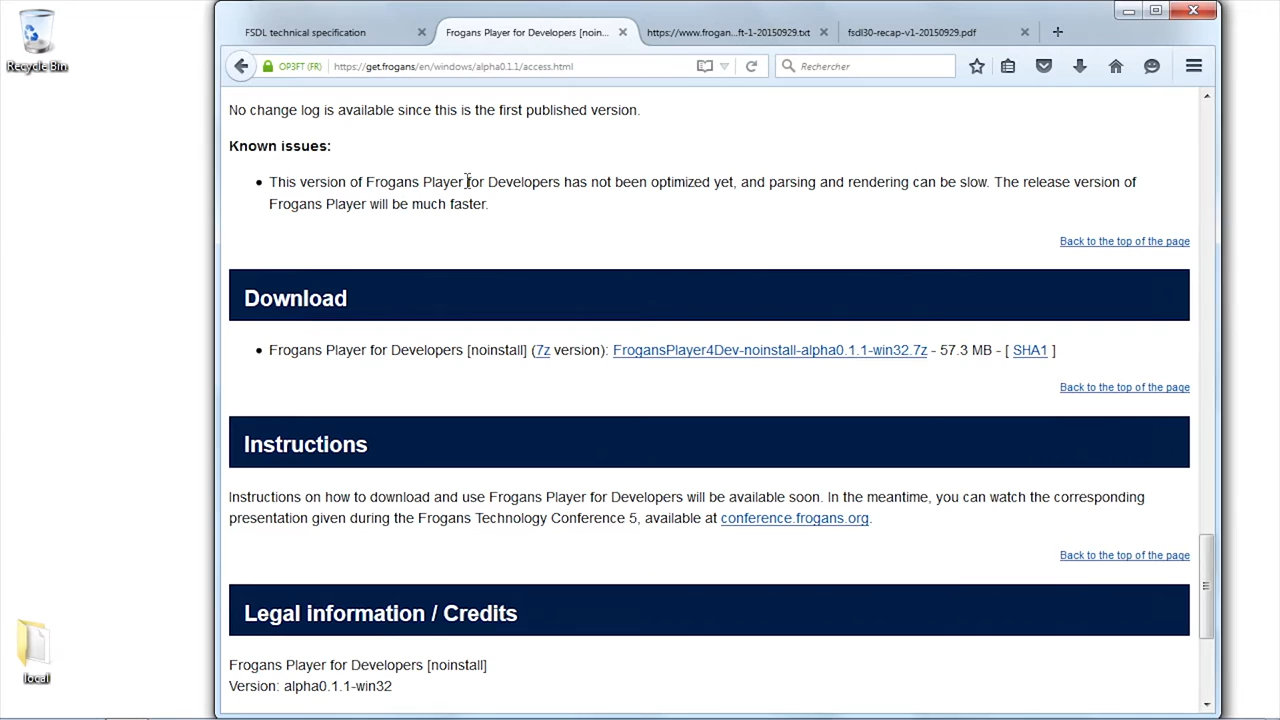 Recycle Bin
local
FSDL technical specification
Frogans Player for Developers [noin...
https://www.frogan...ft-1-20150929.txt
fsdl30-recap-v1-20150929.pdf
OP3FT (FR)
https://get.frogans/en/windows/alpha0.1.1/access.html
Rechercher
No change log is available since this is the first published version.
Known issues:
This version of Frogans Player for Developers has not been optimized yet, and parsing and rendering can be slow. The release version of
Frogans Player will be much faster.
Back to the top of the page
Download
Frogans Player for Developers [noinstall] (7z version): FrogansPlayer4Dev-noinstall-alpha0.1.1-win32.7z - 57.3 MB - [ SHA1 ]
Back to the top of the page
Instructions
Instructions on how to download and use Frogans Player for Developers will be available soon. In the meantime, you can watch the corresponding
presentation given during the Frogans Technology Conference 5, available at conference.frogans.org.
Back to the top of the page
Legal information / Credits
Frogans Player for Developers [noinstall]
Version: alpha0.1.1-win32